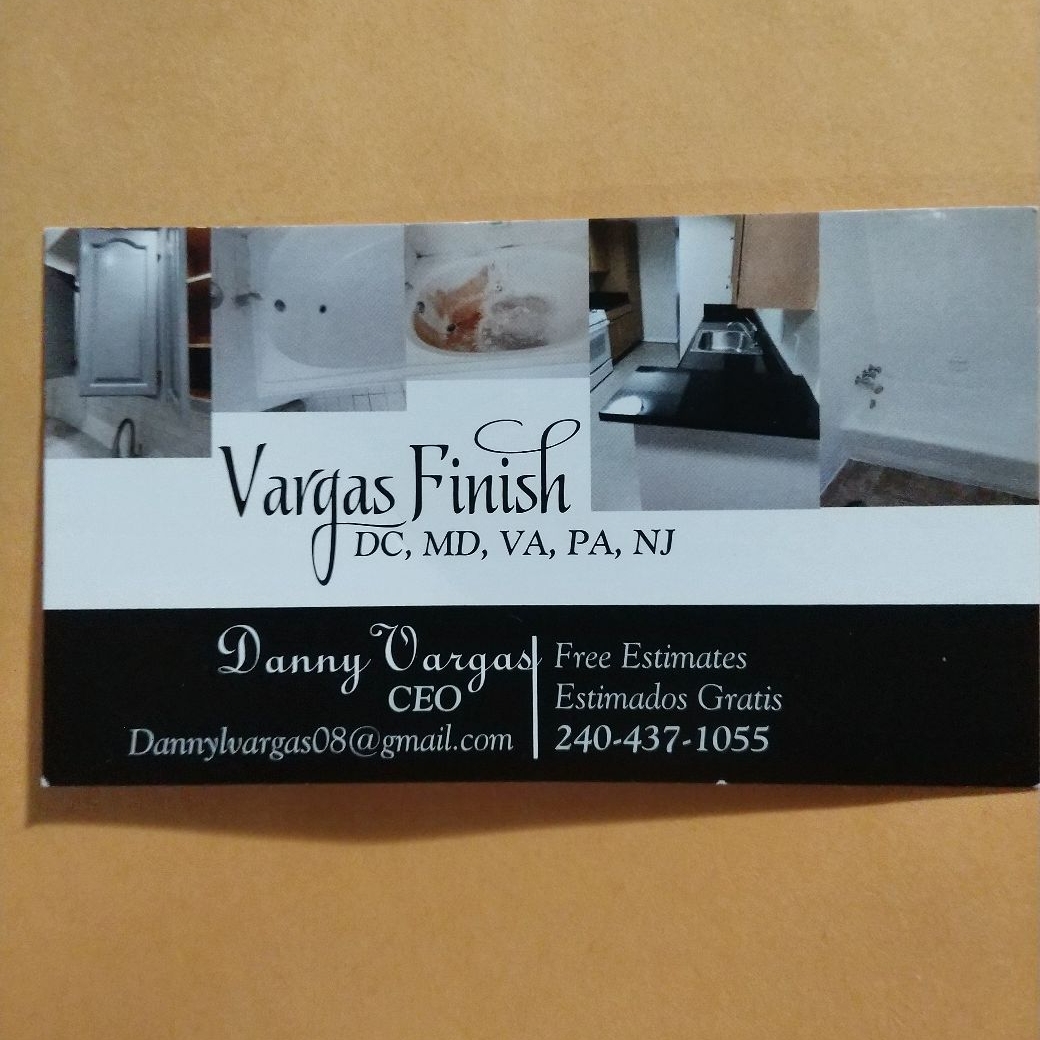 Vargas Finish
DC, MD, VA, PA, NJ
Danny Vargas
CEO
Dannylvargas08@gmail.com
Free Estimates
Estimados Gratis
240-437-1055